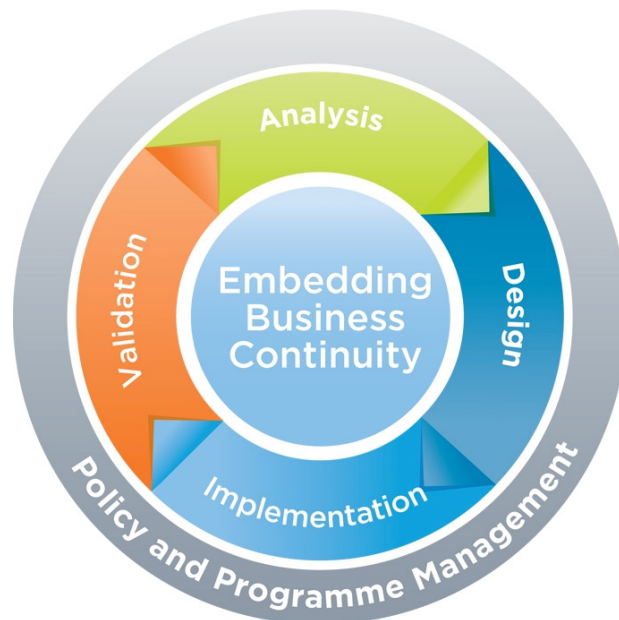 Analysis
Design
Implementation
Validation
Embedding
Business
Continuity
Policy and Programme Management